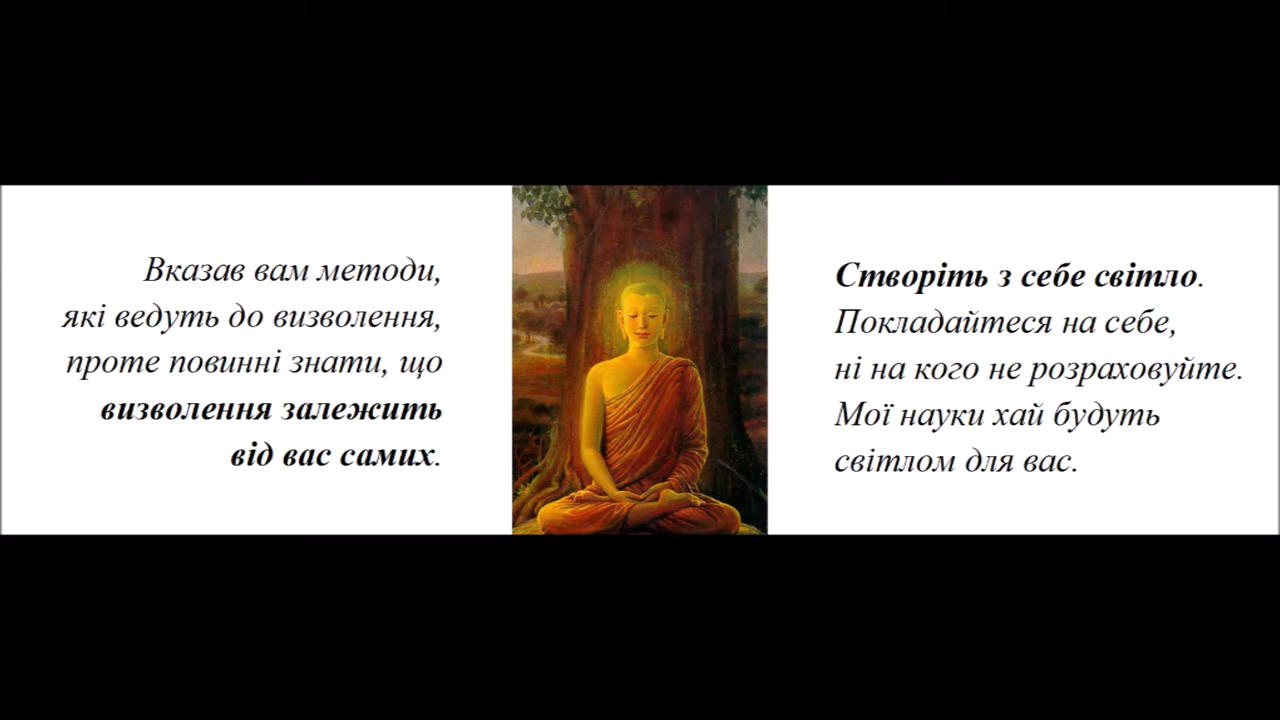 Вказав вам методи,
які ведуть до визволення,
проте повинні знати, що
визволення залежить
від вас самих.
Створіть з себе світло.
Покладайтеся на себе,
ні на кого не розраховуйте.
Мої науки хай будуть
світлом для вас.